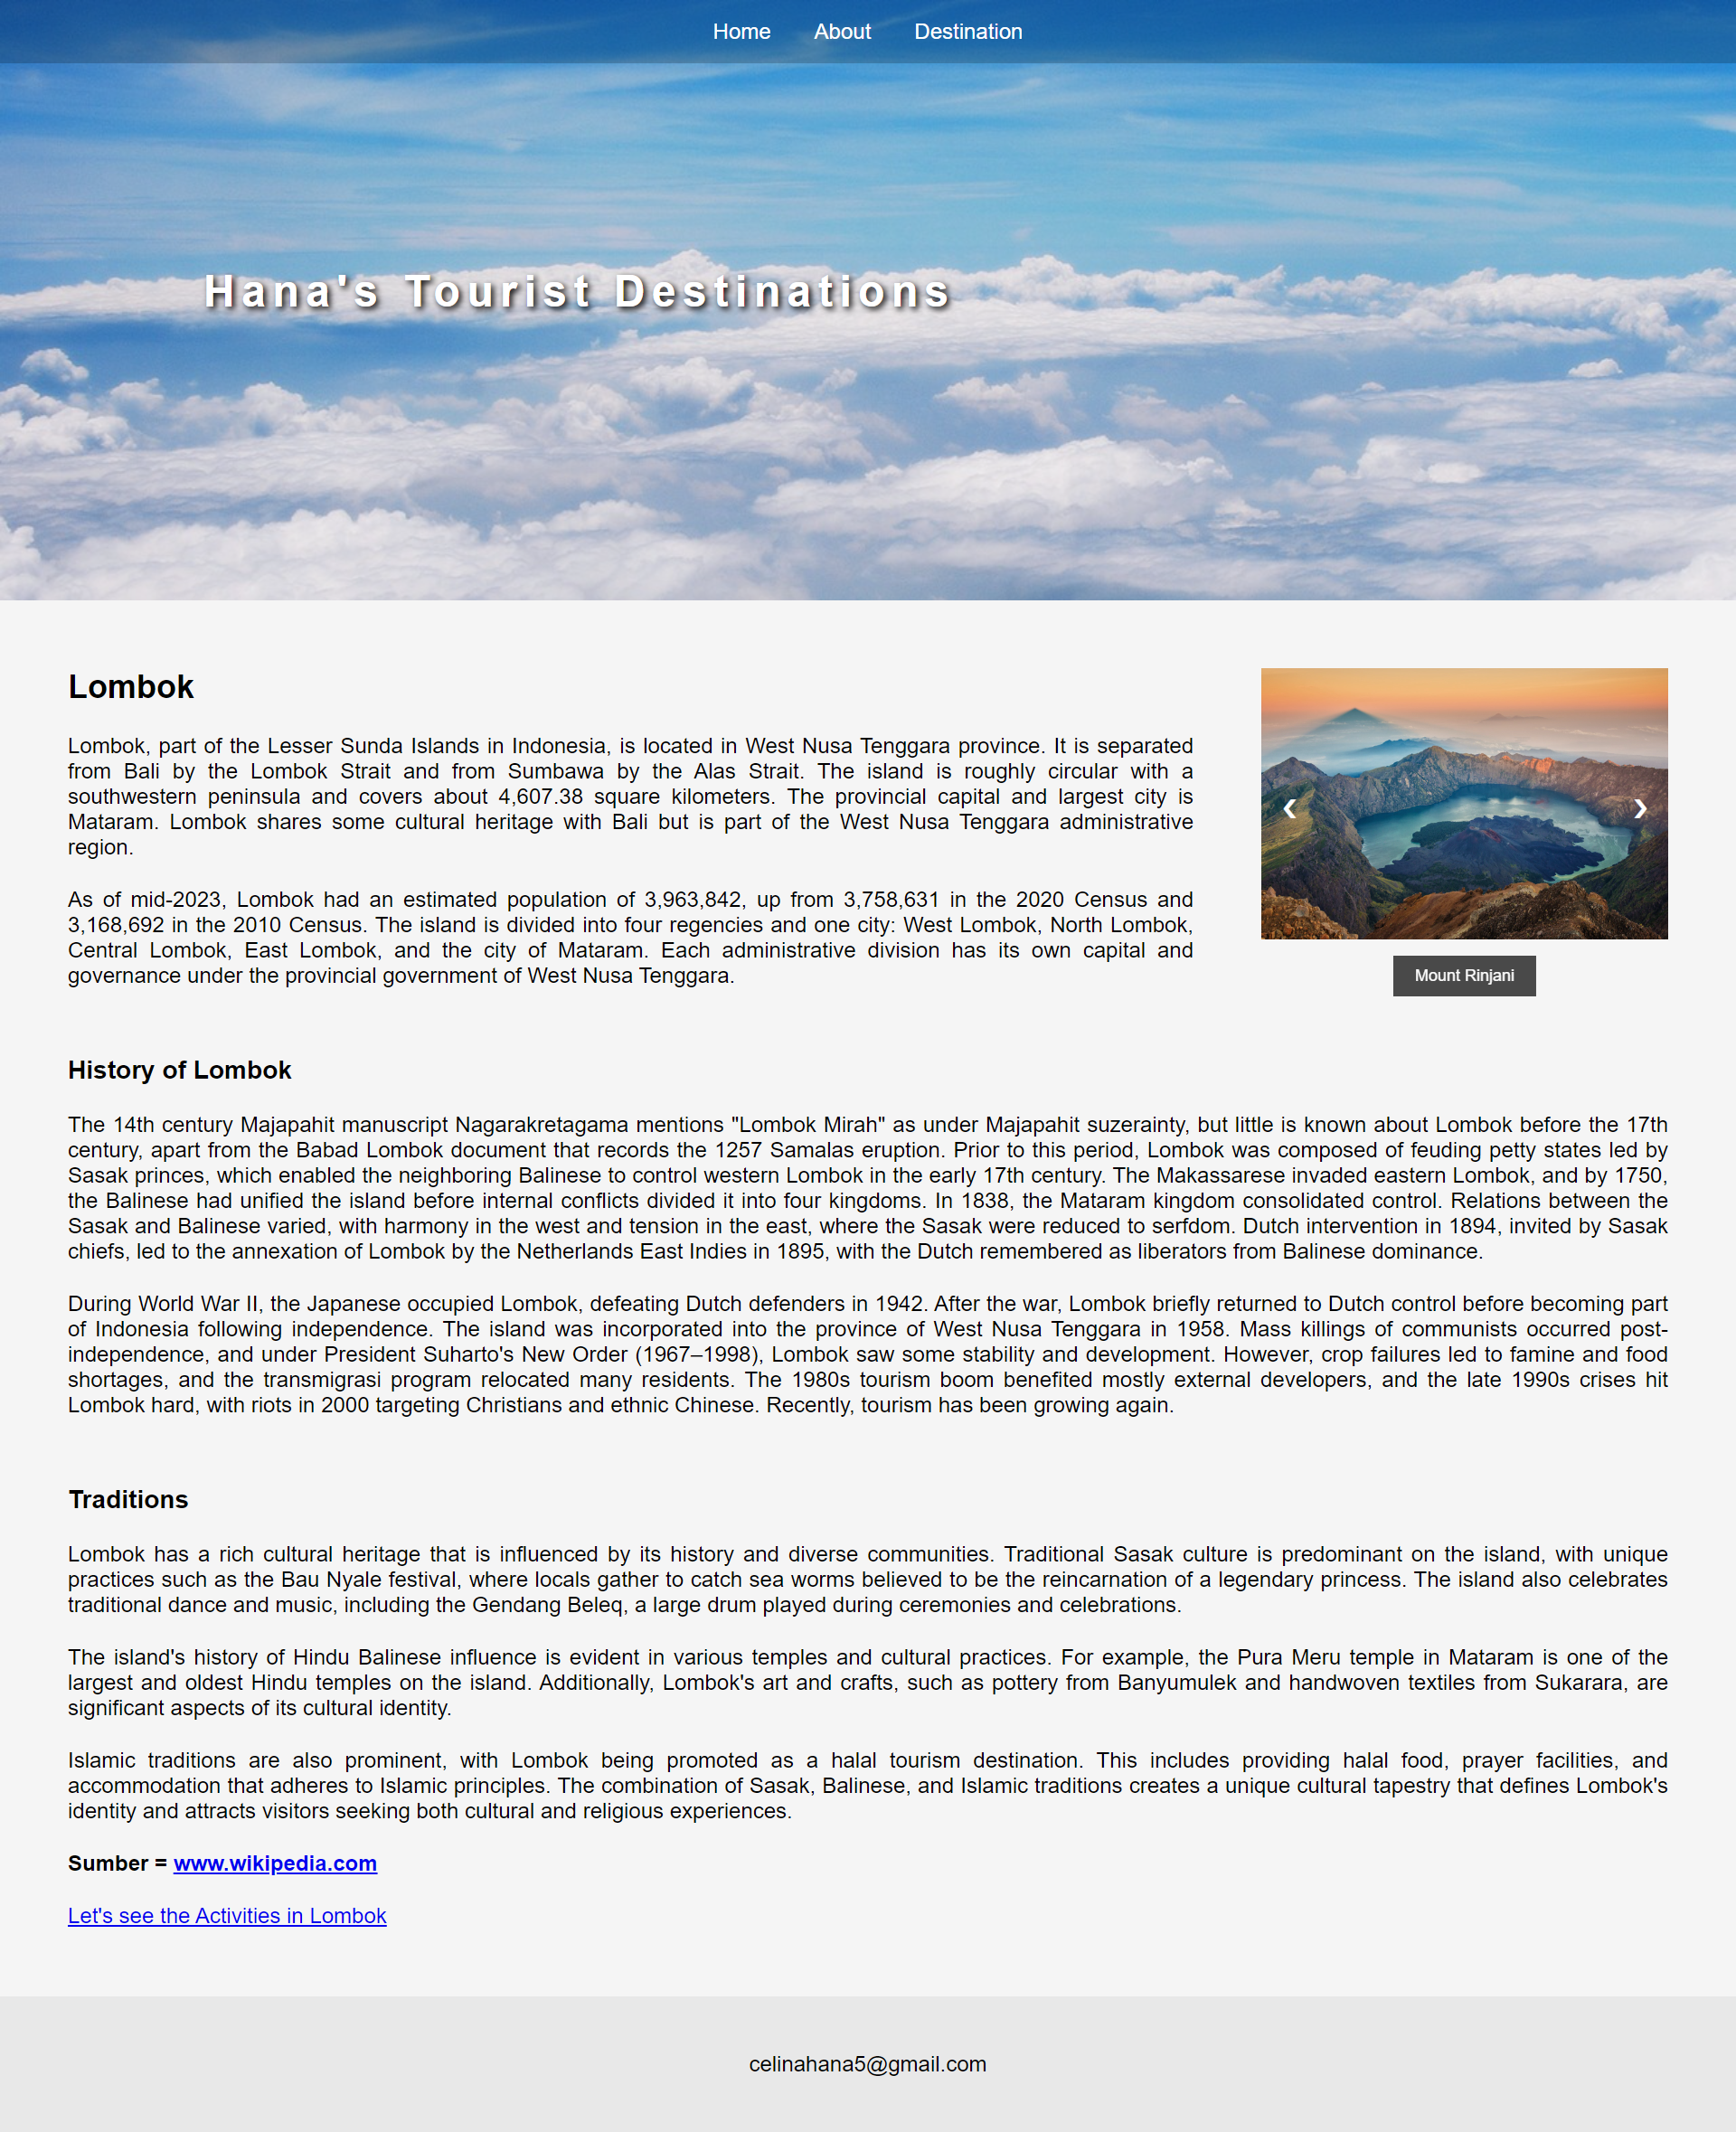 Home About Destination
Hana's Tourist Destinations
Lombok
Lombok, part of the Lesser Sunda Islands in Indonesia, is located in West Nusa Tenggara province. It is separated
from Bali by the Lombok Strait and from Sumbawa by the Alas Strait. The island is roughly circular with a
southwestern peninsula and covers about 4,607.38 square kilometers. The provincial capital and largest city is
Mataram. Lombok shares some cultural heritage with Bali but is part of the West Nusa Tenggara administrative
region.
As of mid-2023, Lombok had an estimated population of 3,963,842, up from 3,758,631 in the 2020 Census and
3,168,692 in the 2010 Census. The island is divided into four regencies and one city: West Lombok, North Lombok,
Central Lombok, East Lombok, and the city of Mataram. Each administrative division has its own capital and
governance under the provincial government of West Nusa Tenggara.
❮ ❯
Mount Rinjani
History of Lombok
The 14th century Majapahit manuscript Nagarakretagama mentions "Lombok Mirah" as under Majapahit suzerainty, but little is known about Lombok before the 17th
century, apart from the Babad Lombok document that records the 1257 Samalas eruption. Prior to this period, Lombok was composed of feuding petty states led by
Sasak princes, which enabled the neighboring Balinese to control western Lombok in the early 17th century. The Makassarese invaded eastern Lombok, and by 1750,
the Balinese had unified the island before internal conflicts divided it into four kingdoms. In 1838, the Mataram kingdom consolidated control. Relations between the
Sasak and Balinese varied, with harmony in the west and tension in the east, where the Sasak were reduced to serfdom. Dutch intervention in 1894, invited by Sasak
chiefs, led to the annexation of Lombok by the Netherlands East Indies in 1895, with the Dutch remembered as liberators from Balinese dominance.
During World War II, the Japanese occupied Lombok, defeating Dutch defenders in 1942. After the war, Lombok briefly returned to Dutch control before becoming part
of Indonesia following independence. The island was incorporated into the province of West Nusa Tenggara in 1958. Mass killings of communists occurred post-
independence, and under President Suharto's New Order (1967–1998), Lombok saw some stability and development. However, crop failures led to famine and food
shortages, and the transmigrasi program relocated many residents. The 1980s tourism boom benefited mostly external developers, and the late 1990s crises hit
Lombok hard, with riots in 2000 targeting Christians and ethnic Chinese. Recently, tourism has been growing again.
Traditions
Lombok has a rich cultural heritage that is influenced by its history and diverse communities. Traditional Sasak culture is predominant on the island, with unique
practices such as the Bau Nyale festival, where locals gather to catch sea worms believed to be the reincarnation of a legendary princess. The island also celebrates
traditional dance and music, including the Gendang Beleq, a large drum played during ceremonies and celebrations.
The island's history of Hindu Balinese influence is evident in various temples and cultural practices. For example, the Pura Meru temple in Mataram is one of the
largest and oldest Hindu temples on the island. Additionally, Lombok's art and crafts, such as pottery from Banyumulek and handwoven textiles from Sukarara, are
significant aspects of its cultural identity.
Islamic traditions are also prominent, with Lombok being promoted as a halal tourism destination. This includes providing halal food, prayer facilities, and
accommodation that adheres to Islamic principles. The combination of Sasak, Balinese, and Islamic traditions creates a unique cultural tapestry that defines Lombok's
identity and attracts visitors seeking both cultural and religious experiences.
Sumber = www.wikipedia.com
Let's see the Activities in Lombok
celinahana5@gmail.com